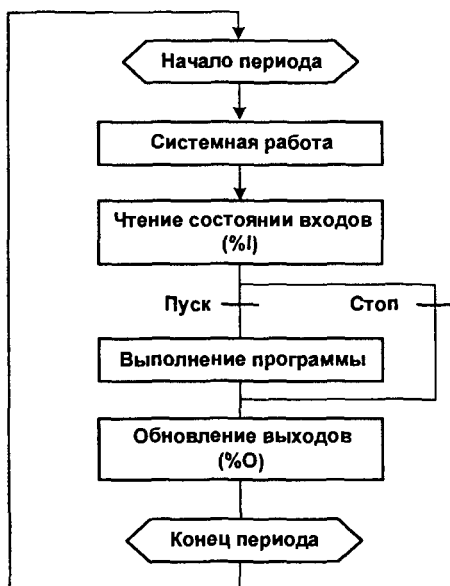 Начало периода
Системная работа
Чтение состоянии входов
(%I)
Пуск
Стоп
Выполнение программы
Обновление выходов
(%O)
Конец периода